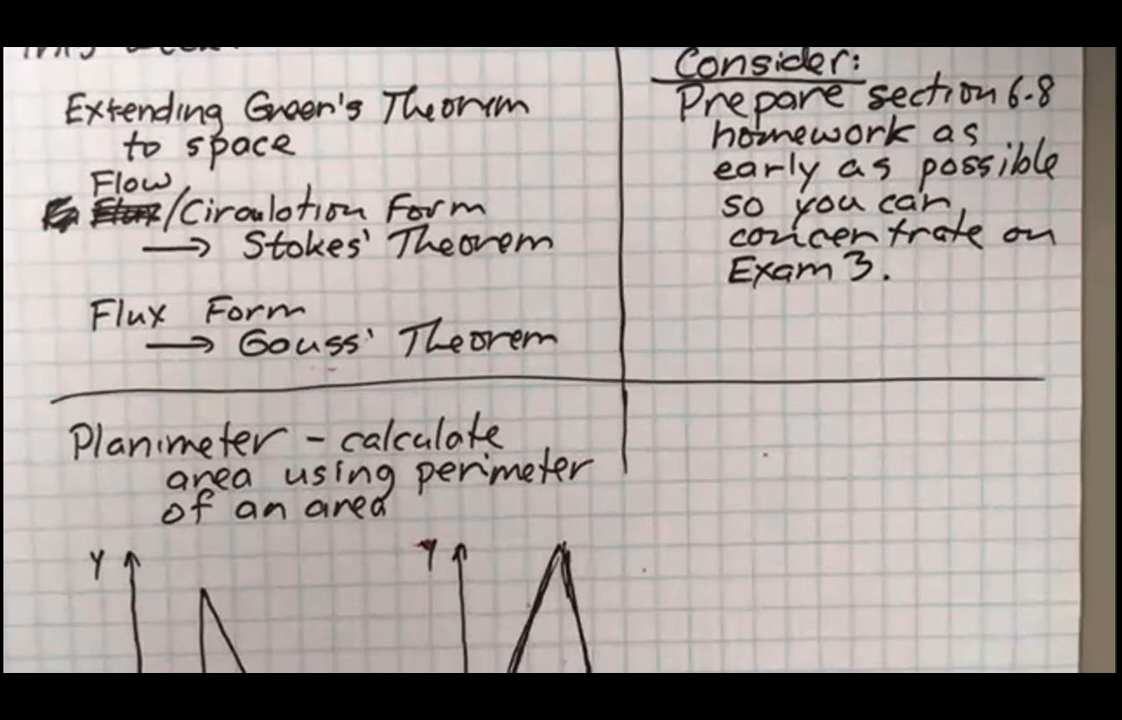 Extending Green's Theorem
to space
Flow
/Circulation Form
→ Stokes' Theorem
Flux Form
→ Gauss' Theorem
Consider:
Prepare section 6.8
homework as
early as possible
so you can
concentrate on
Exam 3.
Planimeter - calculate
area using perimeter
of an area
Y
Y